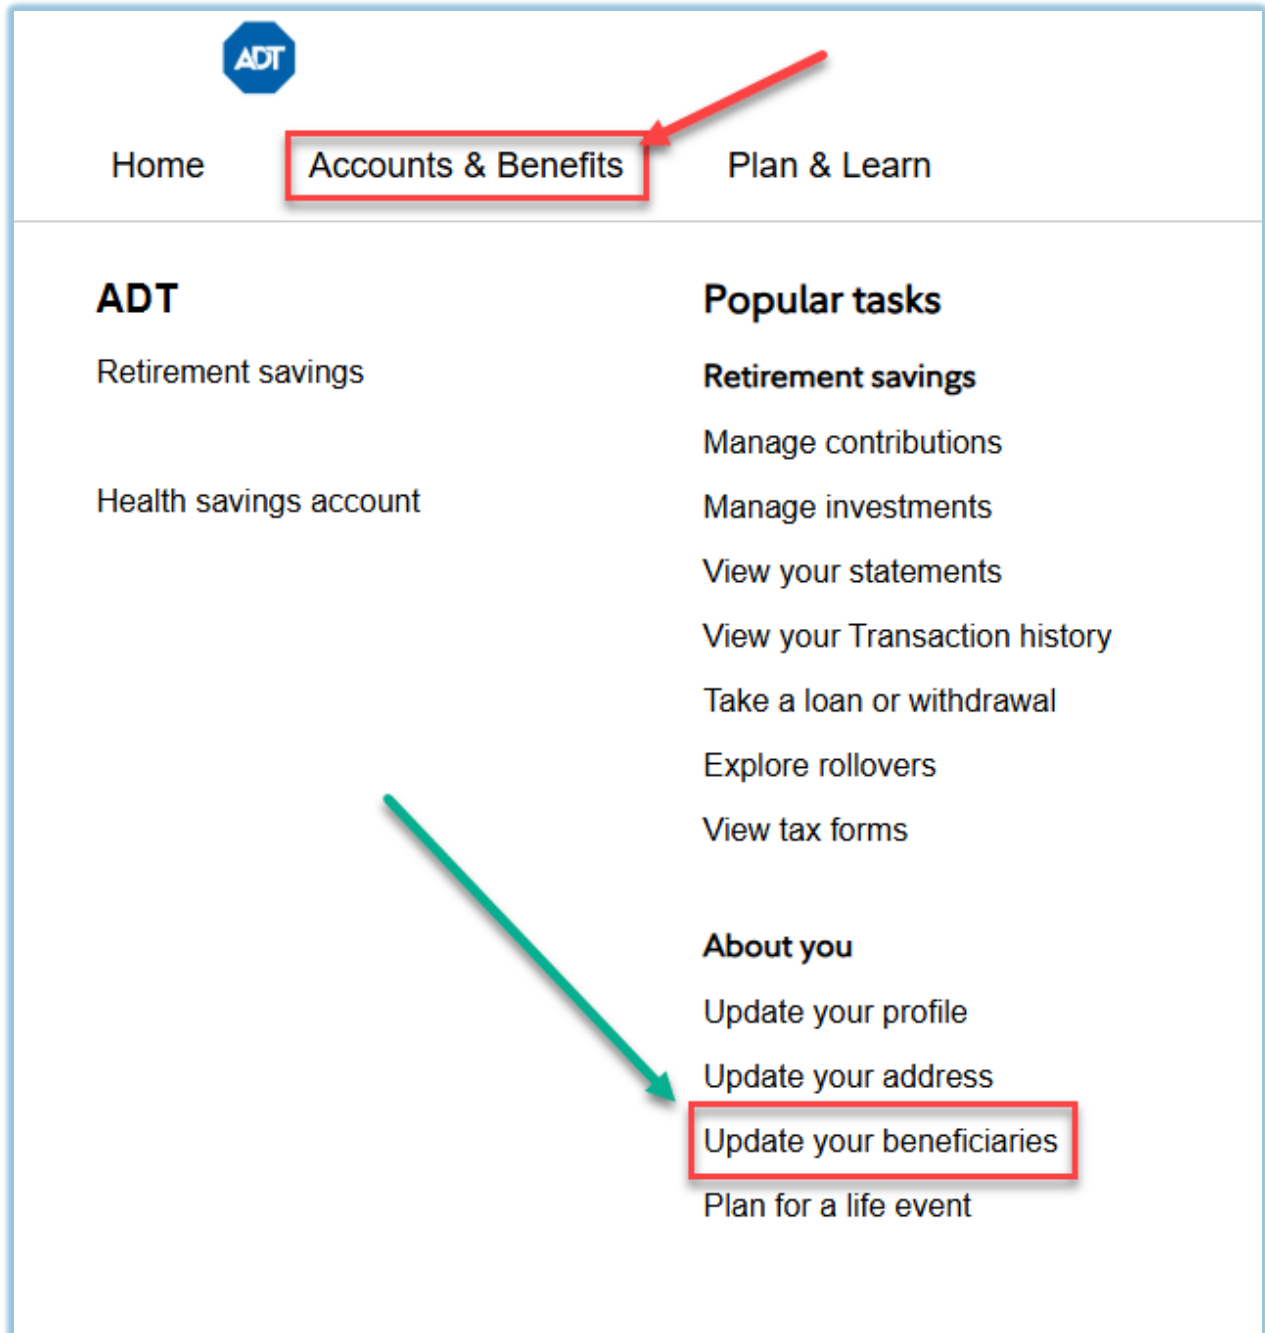 ADT
Home Accounts & Benefits Plan & Learn
ADT
Retirement savings
Health savings account
Popular tasks
Retirement savings
Manage contributions
Manage investments
View your statements
View your Transaction history
Take a loan or withdrawal
Explore rollovers
View tax forms
About you
Update your profile
Update your address
Update your beneficiaries
Plan for a life event